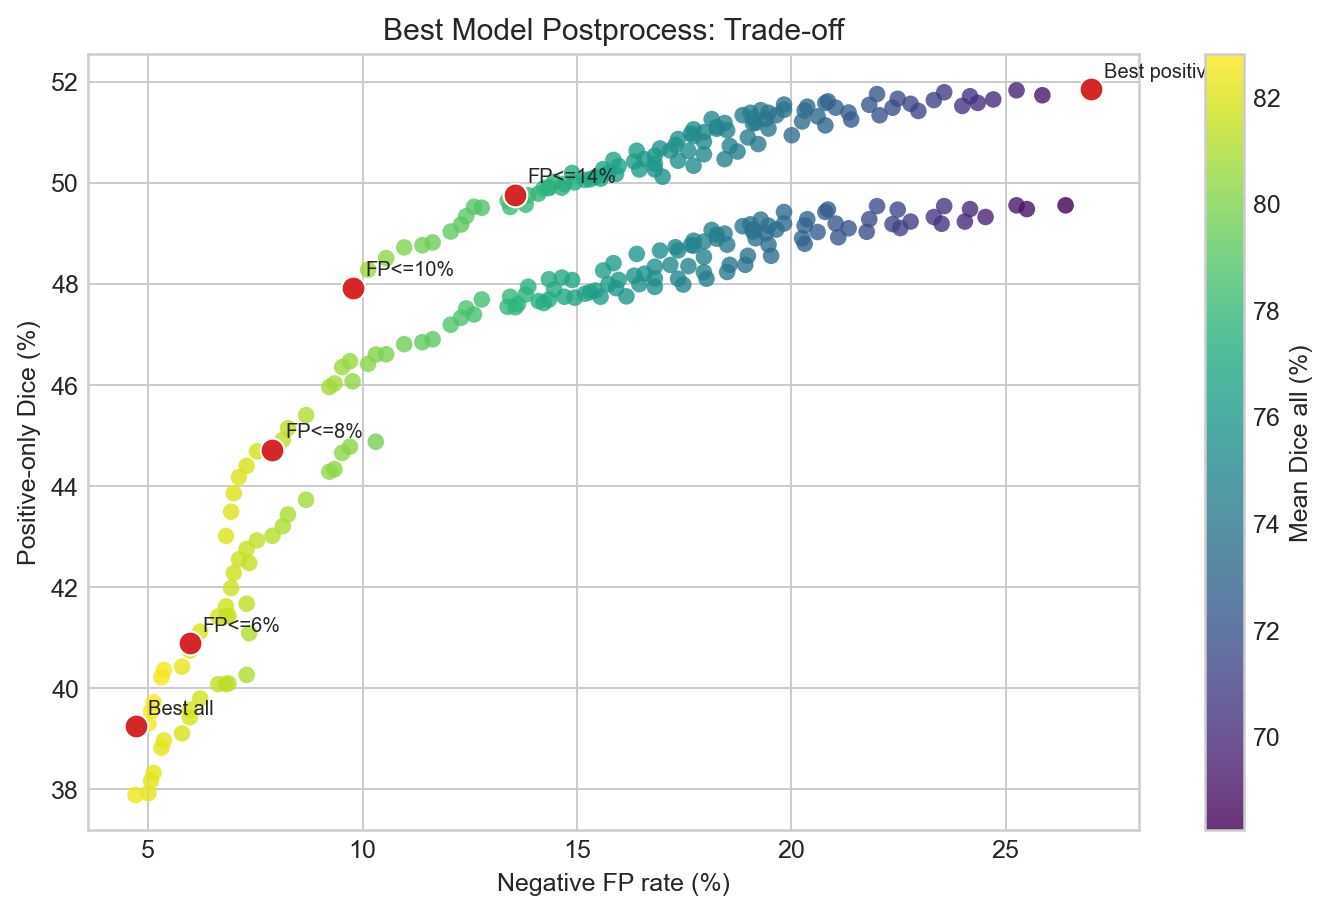 Best Model Postprocess: Trade-off
Best positiv
FP<=14%
FP<=10%
FP<=8%
FP<=6%
Best all
52
50
48
46
44
42
40
38
Positive-only Dice (%)
5
10
15
20
25
Negative FP rate (%)
82
80
78
76
74
72
70
Mean Dice all (%)